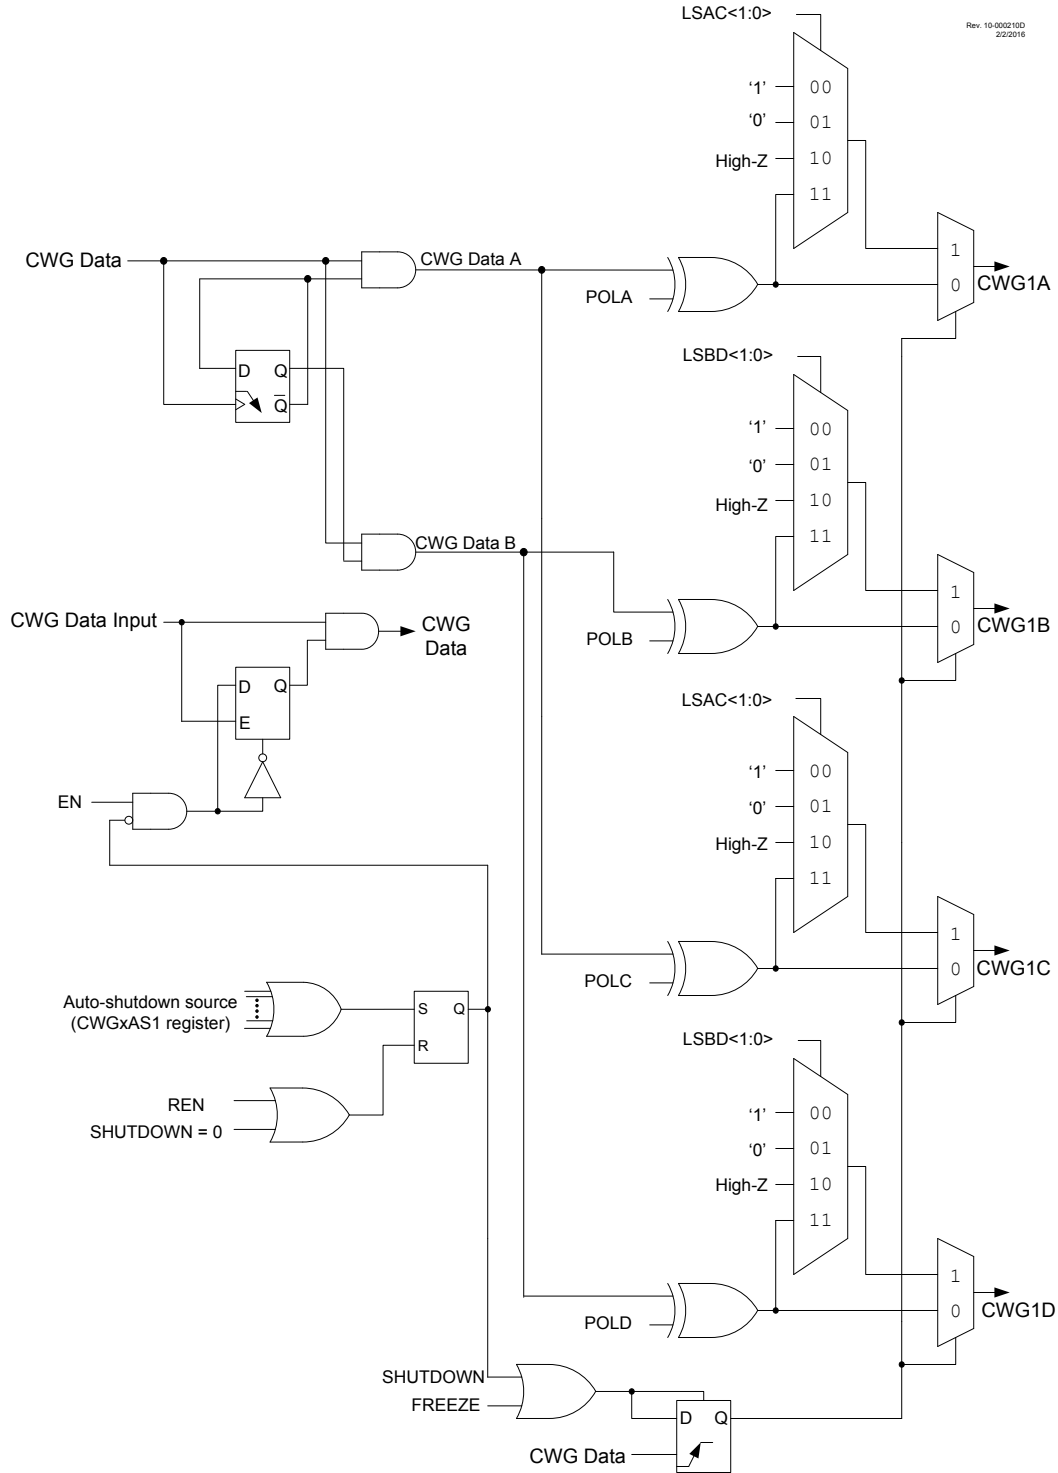 Rev. 10-000210D
2/2/2016
LSAC<1:0>
‘1’
00
‘0’
01
High-Z
10
11
CWG Data
CWG Data A
POLA
1
0
CWG1A
D
Q
Q
LSBD<1:0>
‘1’
00
‘0’
01
High-Z
10
11
CWG Data B
POLB
1
0
CWG1B
CWG Data Input
CWG
Data
D
Q
E
EN
LSAC<1:0>
‘1’
00
‘0’
01
High-Z
10
11
POLC
1
0
CWG1C
Auto-shutdown source
(CWGxAS1 register)
S
Q
R
REN
SHUTDOWN = 0
LSBD<1:0>
‘1’
00
‘0’
01
High-Z
10
11
POLD
1
0
CWG1D
SHUTDOWN
FREEZE
D
Q
CWG Data